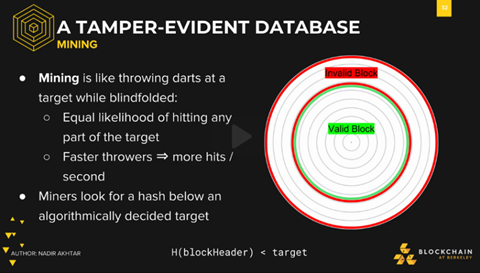 32
A TAMPER-EVIDENT DATABASE
MINING
● Mining is like throwing darts at a
target while blindfolded:
○ Equal likelihood of hitting any
part of the target
○ Faster throwers ⇒ more hits /
second
● Miners look for a hash below an
algorithmically decided target
Invalid Block
Valid Block
AUTHOR: NADIR AKHTAR
H(blockHeader) < target
BLOCKCHAIN
AT BERKELEY